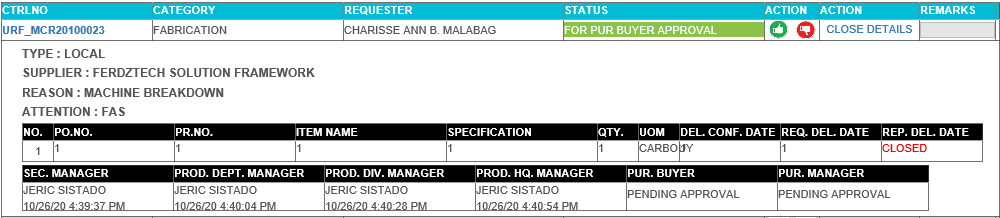 CTRLNO CATEGORY REQUESTER STATUS ACTION ACTION REMARKS
URF_MCR20100023 FABRICATION CHARISSE ANN B. MALABAG FOR PUR BUYER APPROVAL CLOSE DETAILS
TYPE : LOCAL
SUPPLIER : FERDZTECH SOLUTION FRAMEWORK
REASON : MACHINE BREAKDOWN
ATTENTION : FAS
NO. PO.NO. PR.NO. ITEM NAME SPECIFICATION QTY. UOM DEL. CONF. DATE REQ. DEL. DATE REP. DEL. DATE
1 1 1 1 1 1 CARBOUY 1 CLOSED
SEC. MANAGER PROD. DEPT. MANAGER PROD. DIV. MANAGER PROD. HQ. MANAGER PUR. BUYER PUR. MANAGER
JERIC SISTADO JERIC SISTADO JERIC SISTADO JERIC SISTADO PENDING APPROVAL PENDING APPROVAL
10/26/20 4:39:37 PM 10/26/20 4:40:04 PM 10/26/20 4:40:28 PM 10/26/20 4:40:54 PM